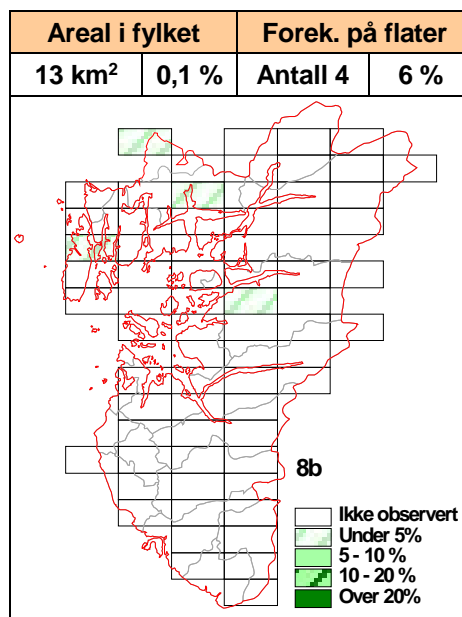 Areal i fylket Forek. på flater
13 km² 0,1 % Antall 4 6 %
8b
Ikke observert
Under 5%
5 - 10 %
10 - 20 %
Over 20%